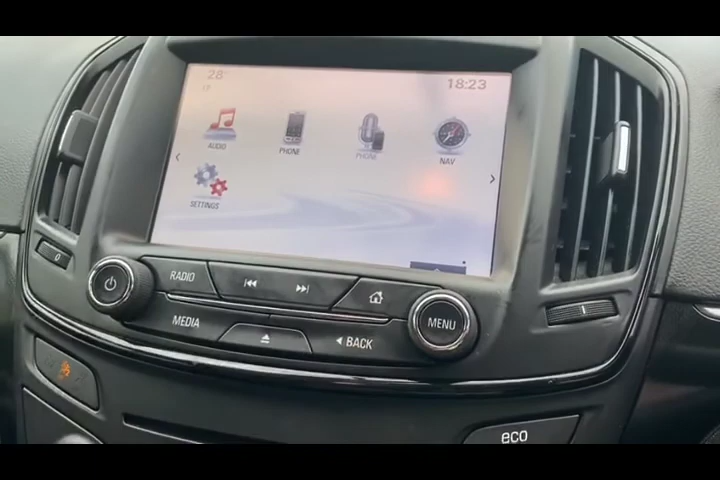 28°
18:23
AUDIO
PHONE
PHONE
NAV
SETTINGS
RADIO
MEDIA
BACK
MENU
eco